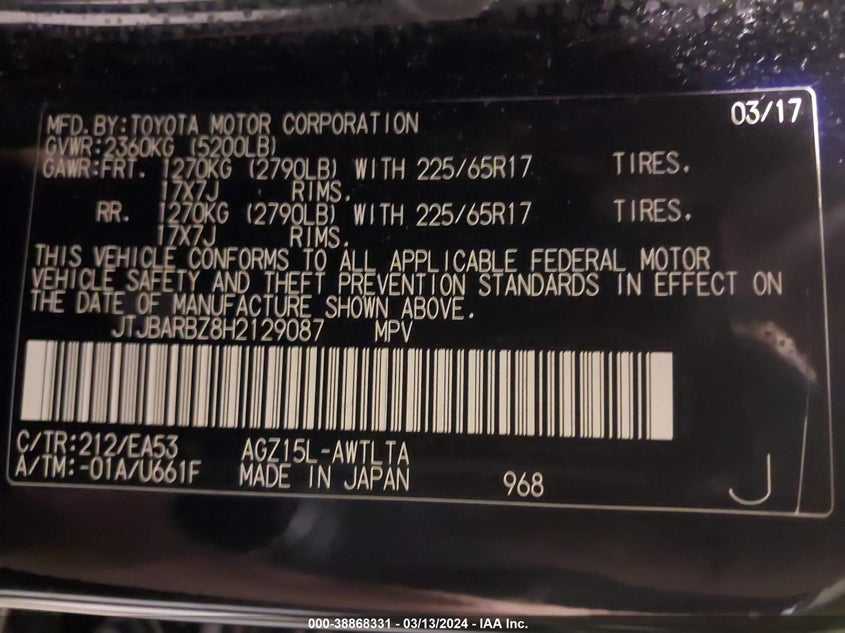 03/17
MFD.BY:TOYOTA MOTOR CORPORATION
GVWR:2360KG (5200LB)
GAWR:FRT. 1270KG (2790LB) WITH 225/65R17 TIRES.
17X7J RIMS.
RR. 1270KG (2790LB) WITH 225/65R17 TIRES.
17X7J RIMS.
THIS VEHICLE CONFORMS TO ALL APPLICABLE FEDERAL MOTOR
VEHICLE SAFETY AND THEFT PREVENTION STANDARDS IN EFFECT ON
THE DATE OF MANUFACTURE SHOWN ABOVE.
JTJBARBZ8H2129087 MPV
C/TR:212/EA53 AGZ15L-AWTLTA
A/TM:-01A/U661F MADE IN JAPAN 968 J
000-38868331 - 03/13/2024 - IAA Inc.